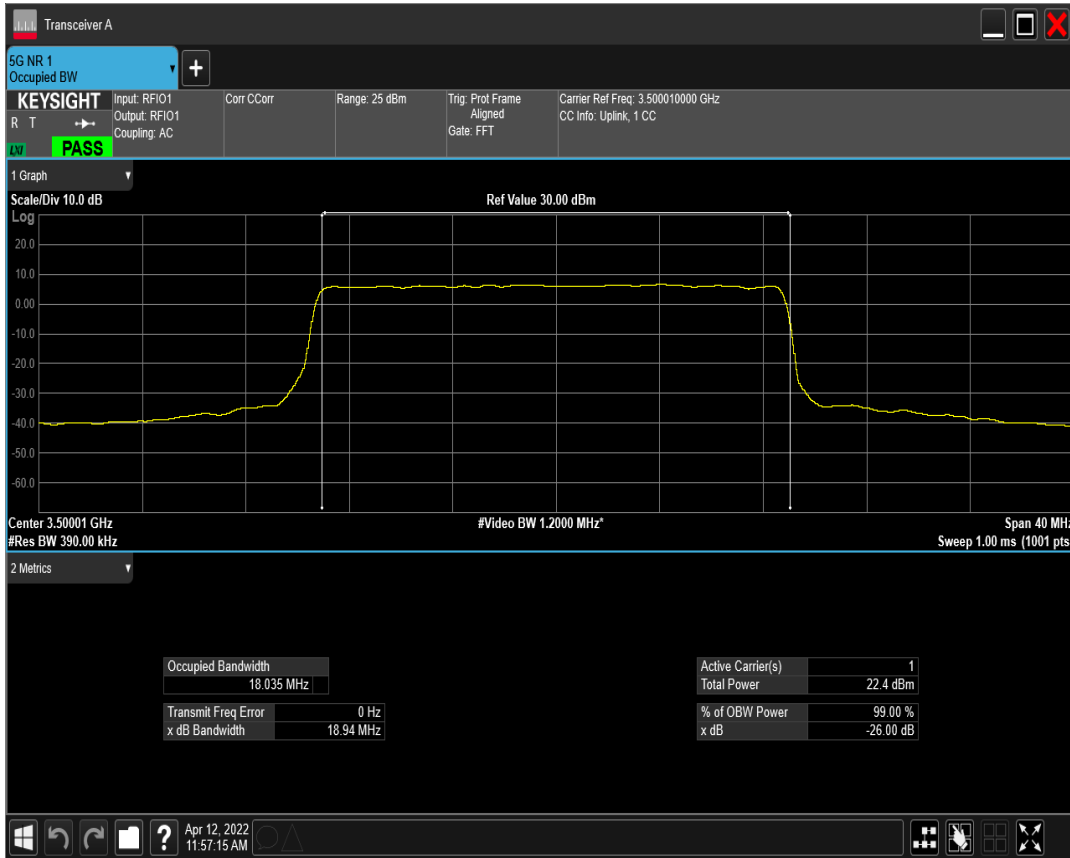 Transceiver A
5G NR 1
Occupied BW
+
KEYSIGHT
R T
LXI
PASS
Input: RFIO1
Output: RFIO1
Coupling: AC
Corr CCorr
Range: 25 dBm
Trig: Prot Frame
Aligned
Gate: FFT
Carrier Ref Freq: 3.500010000 GHz
CC Info: Uplink, 1 CC
1 Graph
Scale/Div 10.0 dB
Ref Value 30.00 dBm
Log
20.0
10.0
0.00
-10.0
-20.0
-30.0
-40.0
-50.0
-60.0
Center 3.50001 GHz
#Video BW 1.2000 MHz*
Span 40 MHz
#Res BW 390.00 kHz
Sweep 1.00 ms (1001 pts
2 Metrics
Occupied Bandwidth
18.035 MHz
Transmit Freq Error 0 Hz
x dB Bandwidth 18.94 MHz
Active Carrier(s) 1
Total Power 22.4 dBm
% of OBW Power 99.00 %
x dB -26.00 dB
?
Apr 12, 2022
11:57:15 AM